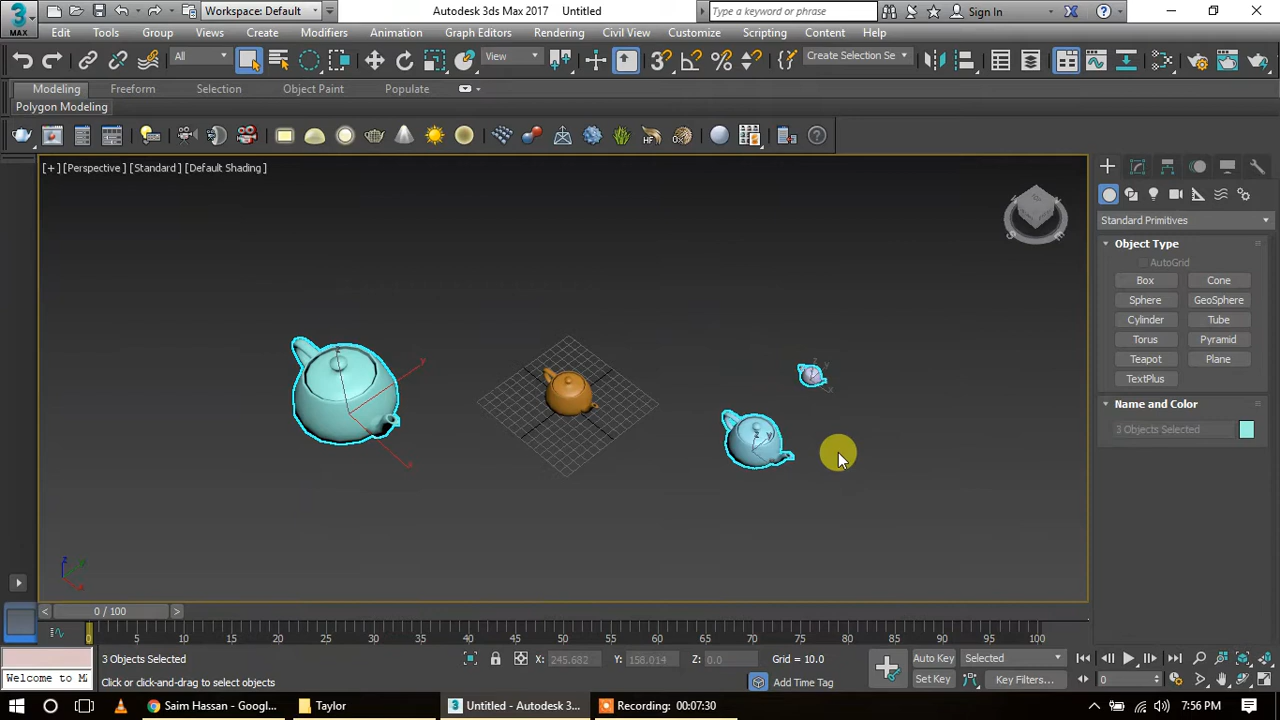 3
MAX
Workspace: Default
Autodesk 3ds Max 2017 Untitled
Type a keyword or phrase
Sign In
Edit Tools Group Views Create Modifiers Animation Graph Editors Rendering Civil View Customize Scripting Content Help
All
View
Create Selection Se
Modeling Freeform Selection Object Paint Populate
Polygon Modeling
[+] [Perspective] [Standard] [Default Shading]
Standard Primitives
Object Type
AutoGrid
Box Cone
Sphere GeoSphere
Cylinder Tube
Torus Pyramid
Teapot Plane
TextPlus
Name and Color
3 Objects Selected
0 / 100
0 5 10 15 20 25 30 35 40 45 50 55 60 65 70 75 80 85 90 95 100
3 Objects Selected
X: 245.682 Y: 158.014 Z: 0.0
Grid = 10.0
Auto Key Selected
Welcome to M
Click or click-and-drag to select objects
Add Time Tag
Set Key Key Filters...
0
Saim Hassan - Googl...
Taylor
Untitled - Autodesk 3...
Recording: 00:07:30
7:56 PM